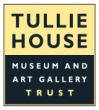 TULLIE
HOUSE
MUSEUM AND
ART GALLERY
TRUST